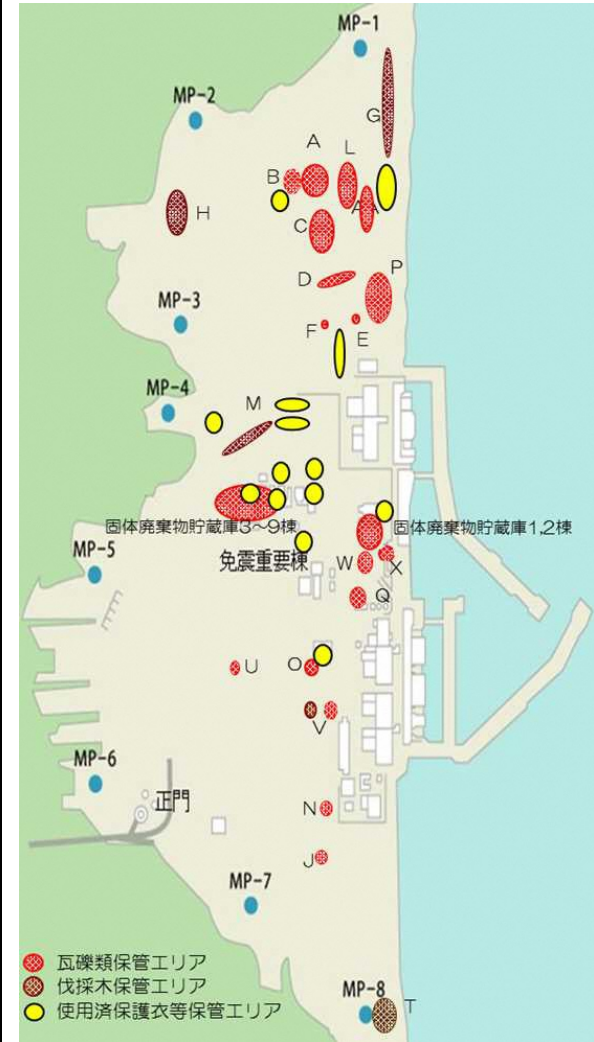 MP-1
MP-2
G
A
L
B
AA
H
C
D
P
MP-3
F
E
MP-4
M
固体廃棄物貯蔵庫3~9棟
固体廃棄物貯蔵庫1,2棟
MP-5
免震重要棟
W
X
Q
U
O
V
MP-6
正門
N
J
MP-7
瓦礫類保管エリア
伐採木保管エリア
MP-8
T
使用済保護衣等保管エリア